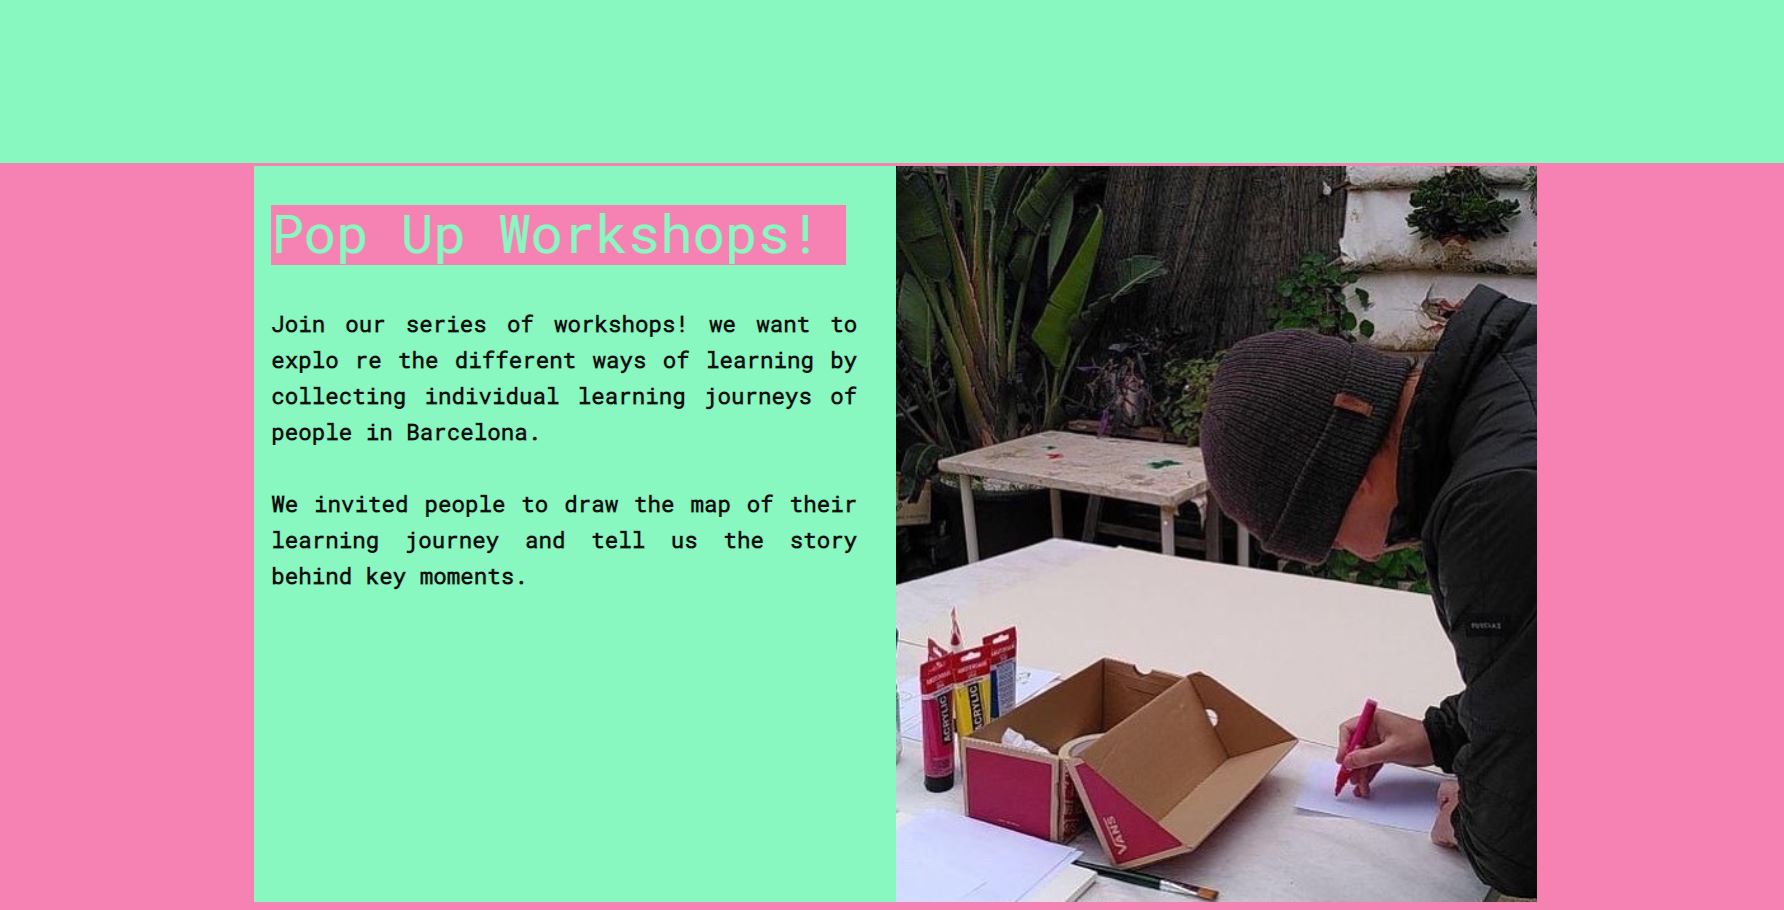 Pop Up Workshops!
Join our series of workshops! we want to
explo re the different ways of learning by
collecting individual learning journeys of
people in Barcelona.
We invited people to draw the map of their
learning journey and tell us the story
behind key moments.
ACRYLIC
ACRYLIC
VANS